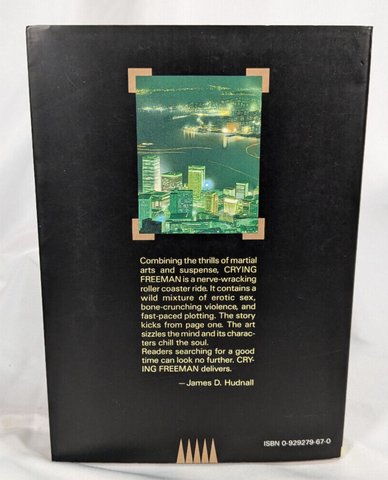 Combining the thrills of martial
arts and suspense, CRYING
FREEMAN is a nerve-wracking
roller coaster ride. It contains a
wild mixture of erotic sex,
bone-crunching violence, and
fast-paced plotting. The story
kicks from page one. The art
sizzles the mind and its charac-
ters chill the soul.
Readers searching for a good
time can look no further. CRY-
ING FREEMAN delivers.
—James D. Hudnall
ISBN 0-929279-67-0